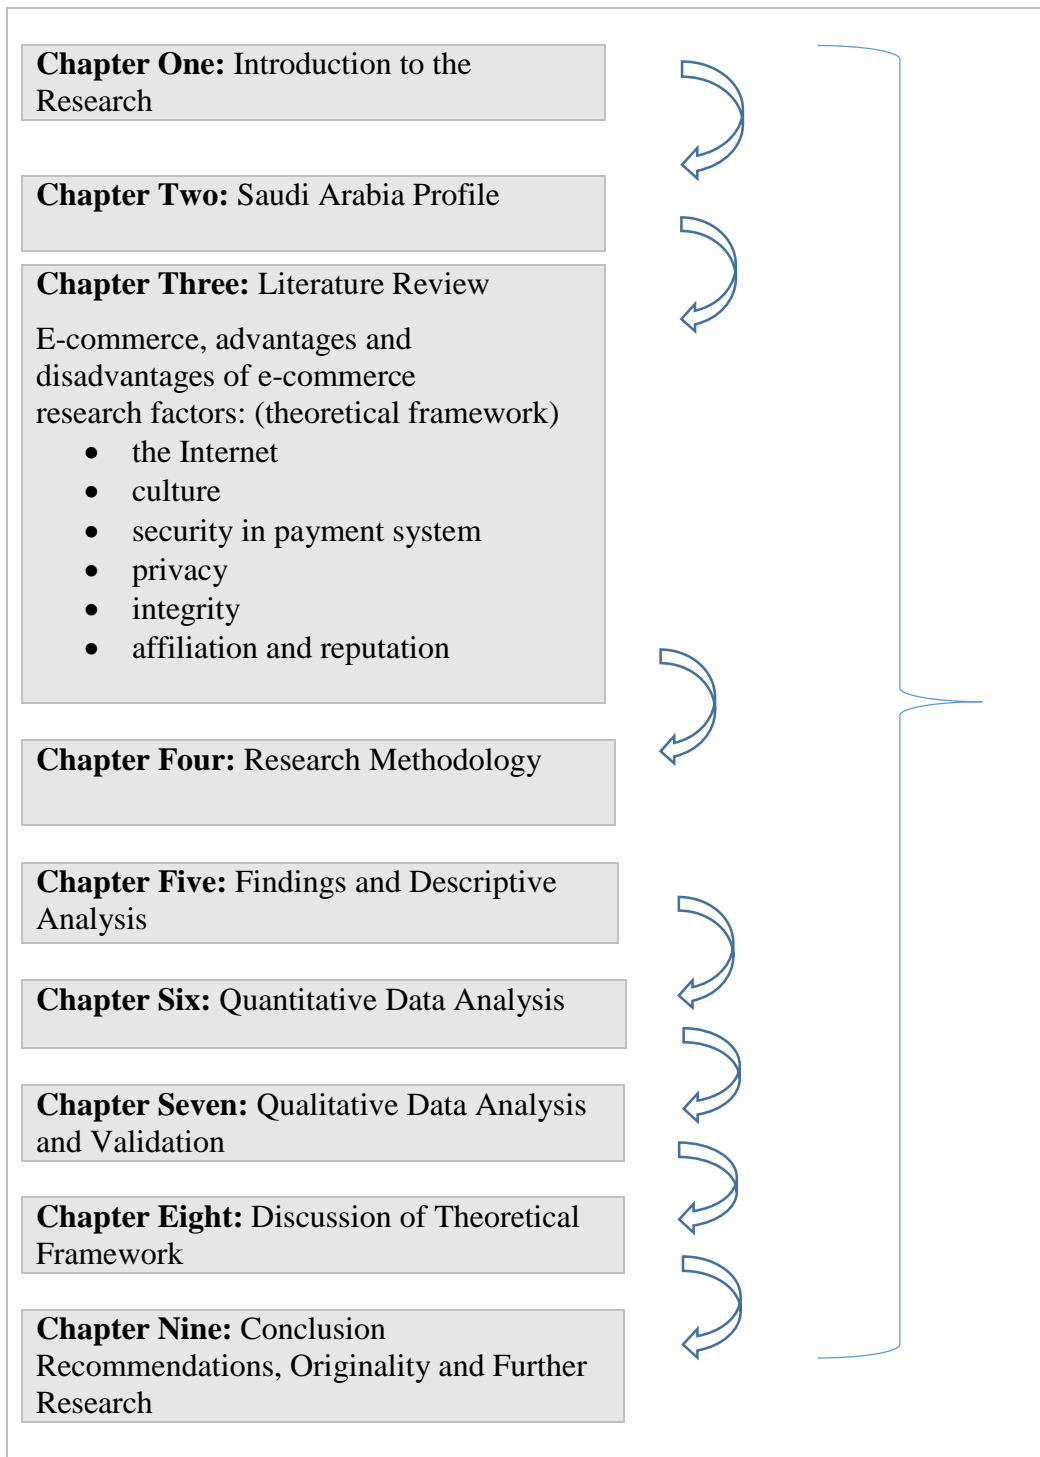 Chapter One: Introduction to the
Research
Chapter Two: Saudi Arabia Profile
Chapter Three: Literature Review
E-commerce, advantages and
disadvantages of e-commerce
research factors: (theoretical framework)
• the Internet
• culture
• security in payment system
• privacy
• integrity
• affiliation and reputation
Chapter Four: Research Methodology
Chapter Five: Findings and Descriptive
Analysis
Chapter Six: Quantitative Data Analysis
Chapter Seven: Qualitative Data Analysis
and Validation
Chapter Eight: Discussion of Theoretical
Framework
Chapter Nine: Conclusion
Recommendations, Originality and Further
Research